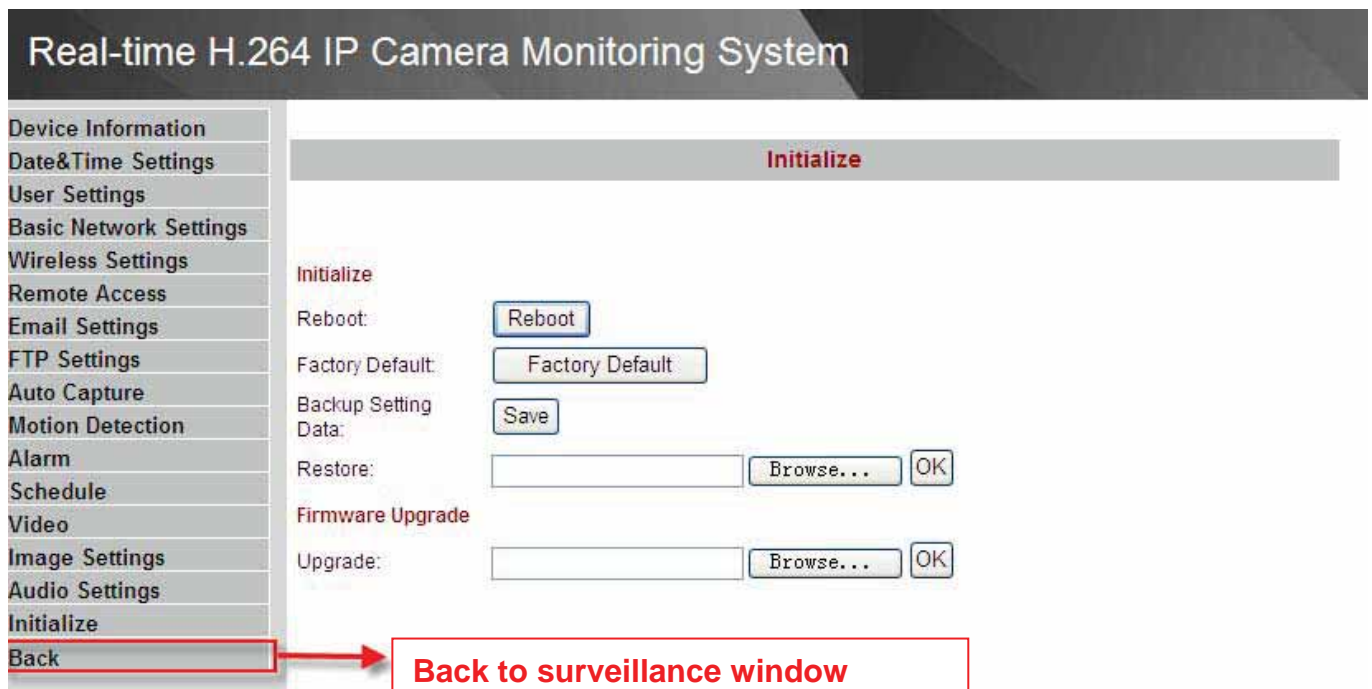 Real-time H.264 IP Camera Monitoring System
Device Information
Date&Time Settings
User Settings
Basic Network Settings
Wireless Settings
Remote Access
Email Settings
FTP Settings
Auto Capture
Motion Detection
Alarm
Schedule
Video
Image Settings
Audio Settings
Initialize
Back
Initialize
Initialize
Reboot: Reboot
Factory Default: Factory Default
Backup Setting
Data: Save
Restore: Browse... OK
Firmware Upgrade
Upgrade: Browse... OK
Back to surveillance window